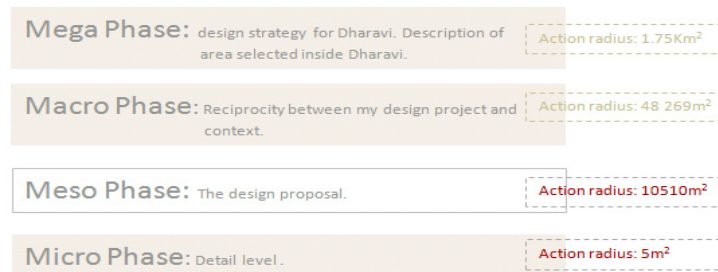 Mega Phase: design strategy for Dharavi. Description of
area selected inside Dharavi.
Action radius: 1.75Km²
Macro Phase: Reciprocity between my design project and
context.
Action radius: 48 269m²
Meso Phase: The design proposal.
Action radius: 10510m²
Micro Phase: Detail level .
Action radius: 5m²